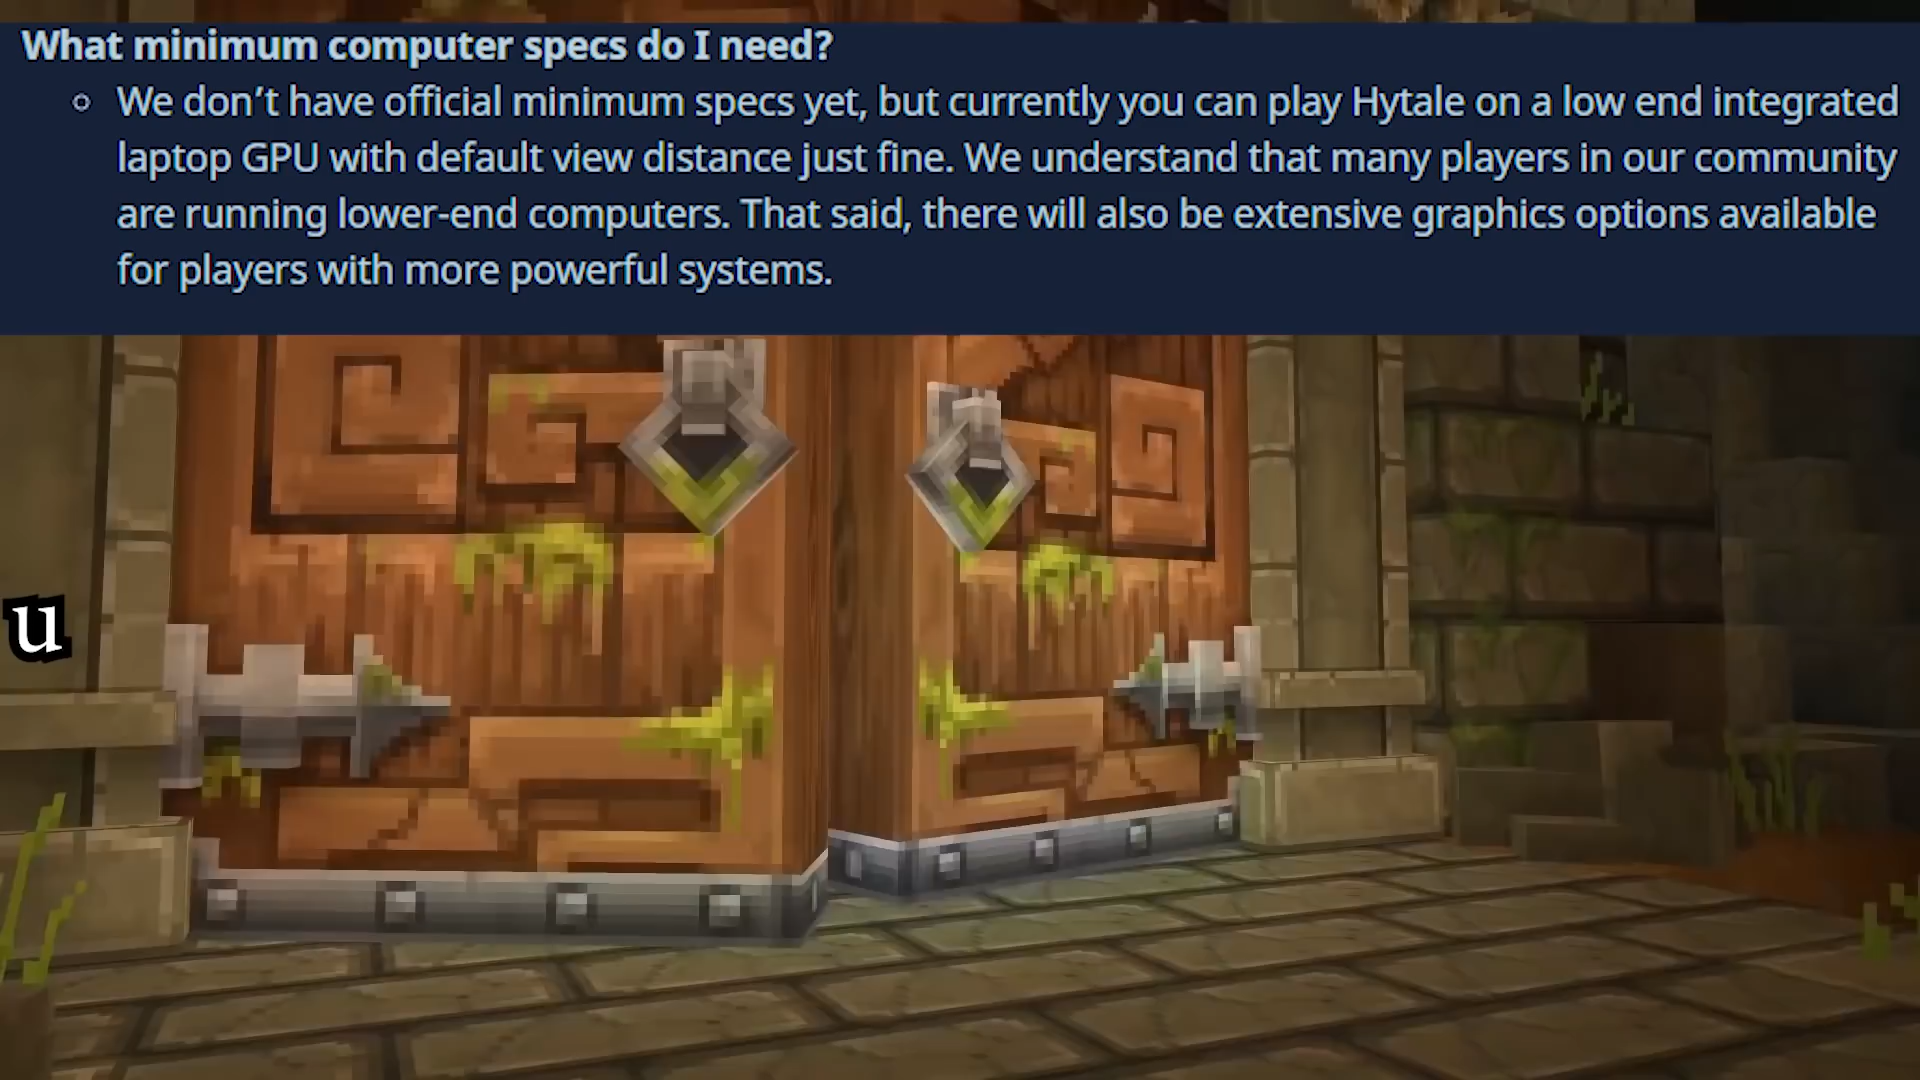 What minimum computer specs do I need?
We don’t have official minimum specs yet, but currently you can play Hytale on a low end integrated
laptop GPU with default view distance just fine. We understand that many players in our community
are running lower-end computers. That said, there will also be extensive graphics options available
for players with more powerful systems.
u